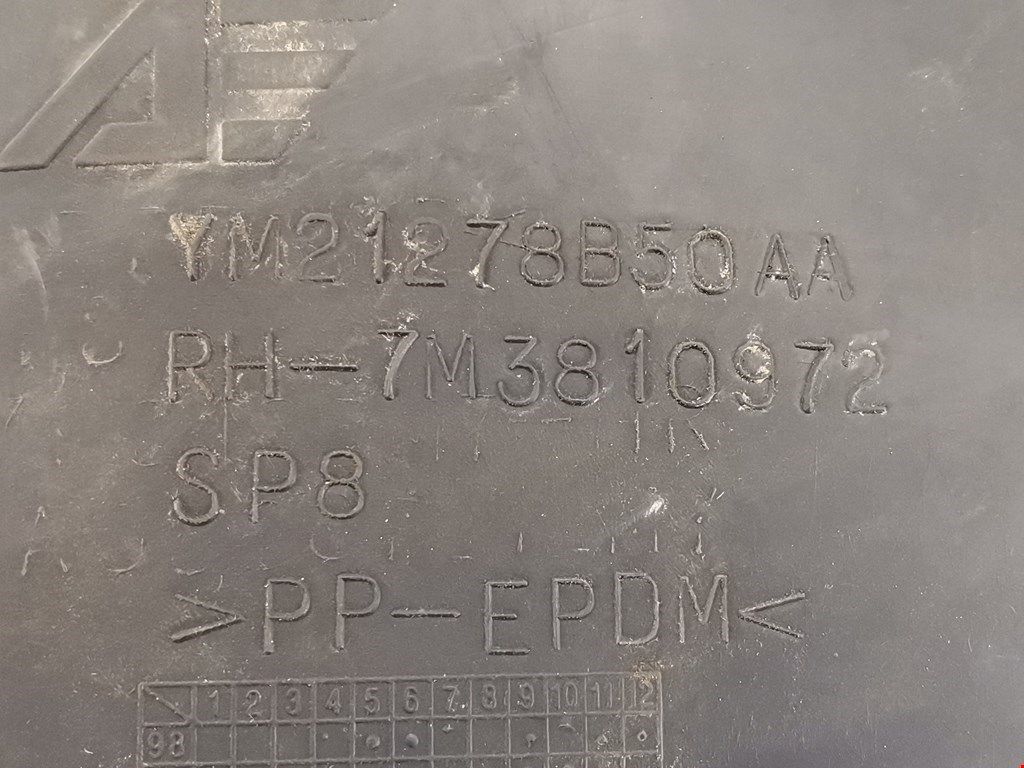 AE
YM21278B50AA
RH-7M3810972
SP8
>PP-EPDM<
1 2 3 4 5 6 7 8 9 10 11 12
98